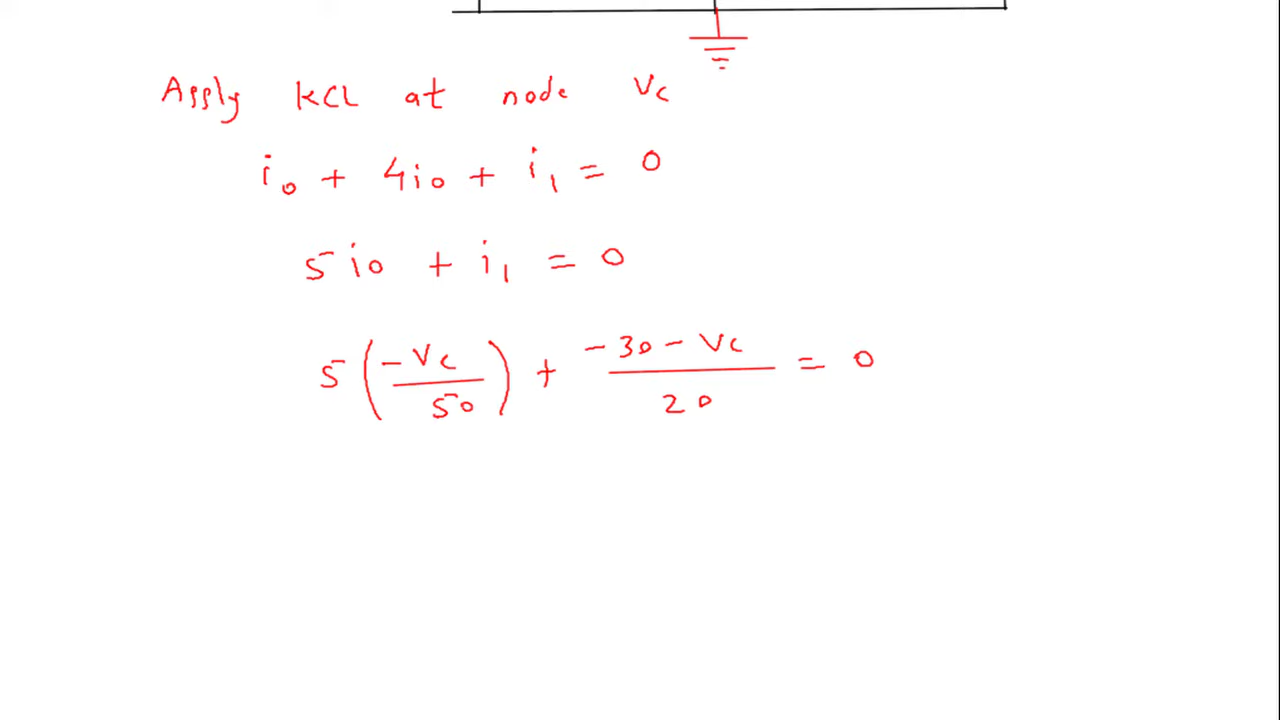 Apply KCL at node Vc
i0 + 4i0 + i1 = 0
5i0 + i1 = 0
5(-Vc/50) + -30-Vc/20 = 0